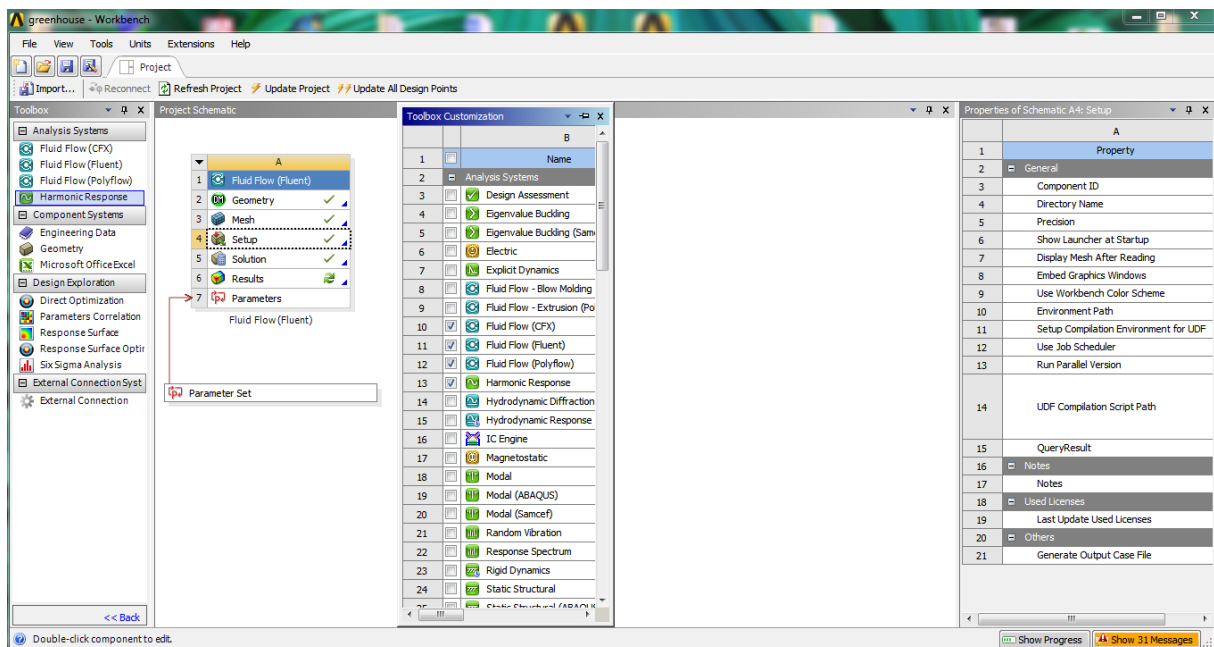 greenhouse - Workbench
File View Tools Units Extensions Help
Project
Import... Reconnect Refresh Project Update Project Update All Design Points
Toolbox
Analysis Systems
Fluid Flow (CFX)
Fluid Flow (Fluent)
Fluid Flow (Polyflow)
Harmonic Response
Component Systems
Engineering Data
Geometry
Microsoft Office Excel
Design Exploration
Direct Optimization
Parameters Correlation
Response Surface
Response Surface Optir
Six Sigma Analysis
External Connection Syst
External Connection
<< Back
Project Schematic
A
1 Fluid Flow (Fluent)
2 Geometry
3 Mesh
4 Setup
5 Solution
6 Results
7 Parameters
Fluid Flow (Fluent)
Parameter Set
Toolbox Customization
B
1 Name
2 Analysis Systems
3 Design Assessment
4 Eigenvalue Buckling
5 Eigenvalue Buckling (Sam
6 Electric
7 Explicit Dynamics
8 Fluid Flow - Blow Molding
9 Fluid Flow - Extrusion (Po
10 Fluid Flow (CFX)
11 Fluid Flow (Fluent)
12 Fluid Flow (Polyflow)
13 Harmonic Response
14 Hydrodynamic Diffraction
15 Hydrodynamic Response
16 IC Engine
17 Magnetostatic
18 Modal
19 Modal (ABAQUS)
20 Modal (Samcef)
21 Random Vibration
22 Response Spectrum
23 Rigid Dynamics
24 Static Structural
Properties of Schematic A4: Setup
A
1 Property
2 General
3 Component ID
4 Directory Name
5 Precision
6 Show Launcher at Startup
7 Display Mesh After Reading
8 Embed Graphics Windows
9 Use Workbench Color Scheme
10 Environment Path
11 Setup Compilation Environment for UDF
12 Use Job Scheduler
13 Run Parallel Version
14 UDF Compilation Script Path
15 QueryResult
16 Notes
17 Notes
18 Used Licenses
19 Last Update Used Licenses
20 Others
21 Generate Output Case File
Double-click component to edit.
Show Progress Show 31 Messages